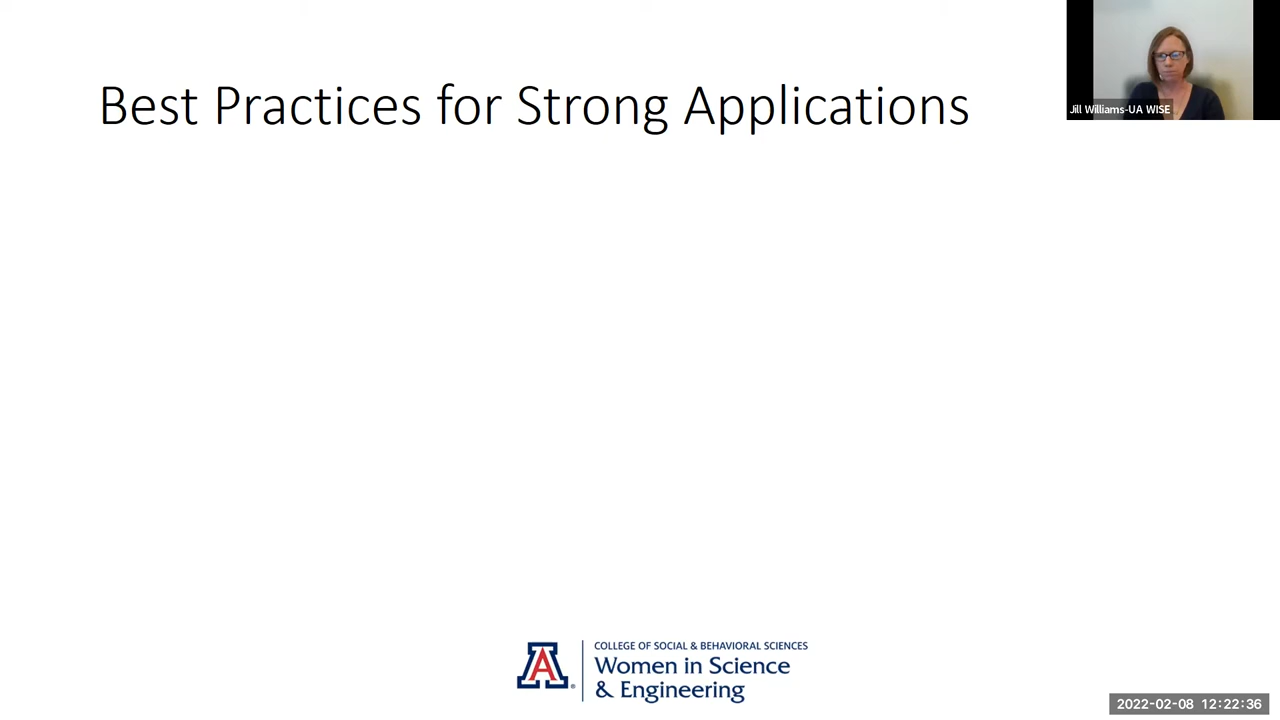 Best Practices for Strong Applications
Jill Williams-UA WISE
A
COLLEGE OF SOCIAL & BEHAVIORAL SCIENCES
Women in Science
& Engineering
2022-02-08 12:22:36